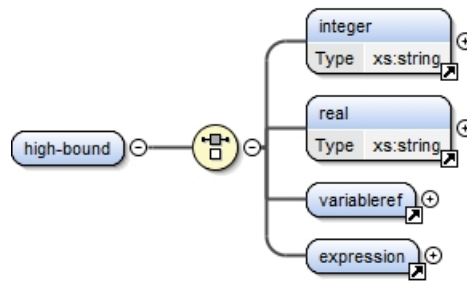 integer
Type xs:string
real
Type xs:string
high-bound
variableref
expression